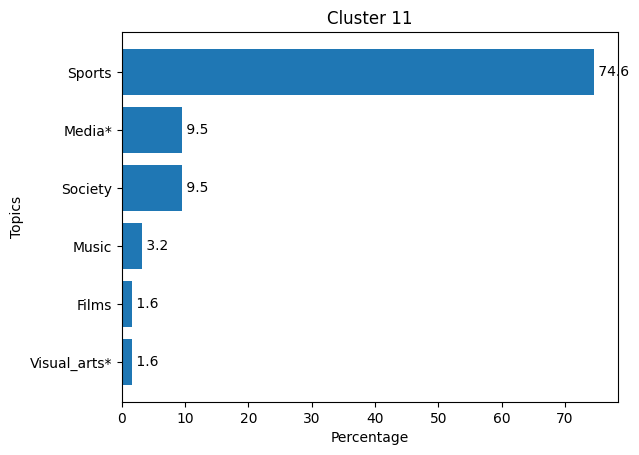 Cluster 11
Topics
Sports 74.6
Media* 9.5
Society 9.5
Music 3.2
Films 1.6
Visual_arts* 1.6
0 10 20 30 40 50 60 70
Percentage